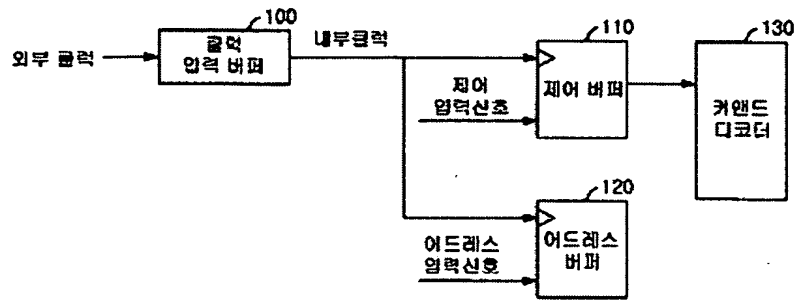 100
외부 클럭
클럭
입력 버퍼
내부클럭
110
제어 버퍼
제어
입력신호
130
커맨드
디코더
120
어드레스
버퍼
어드레스
입력신호